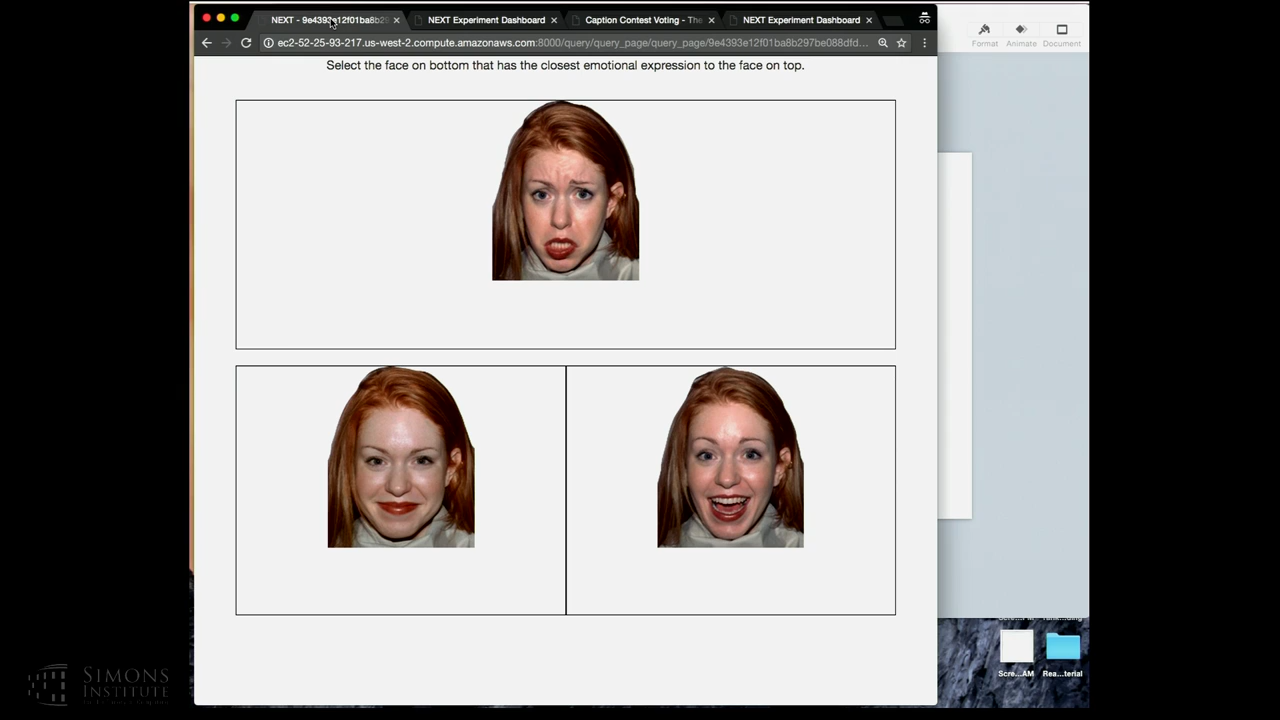 NEXT - 9e4393e12f01ba8b29
NEXT Experiment Dashboard
Caption Contest Voting - The
NEXT Experiment Dashboard
ec2-52-25-93-217.us-west-2.compute.amazonaws.com:8000/query/query_page/query_page/9e4393e12f01ba8b297be088dfd...
Format
Animate
Document
Select the face on bottom that has the closest emotional expression to the face on top.
Scre...AM
Rea...terial
SIMONS
INSTITUTE